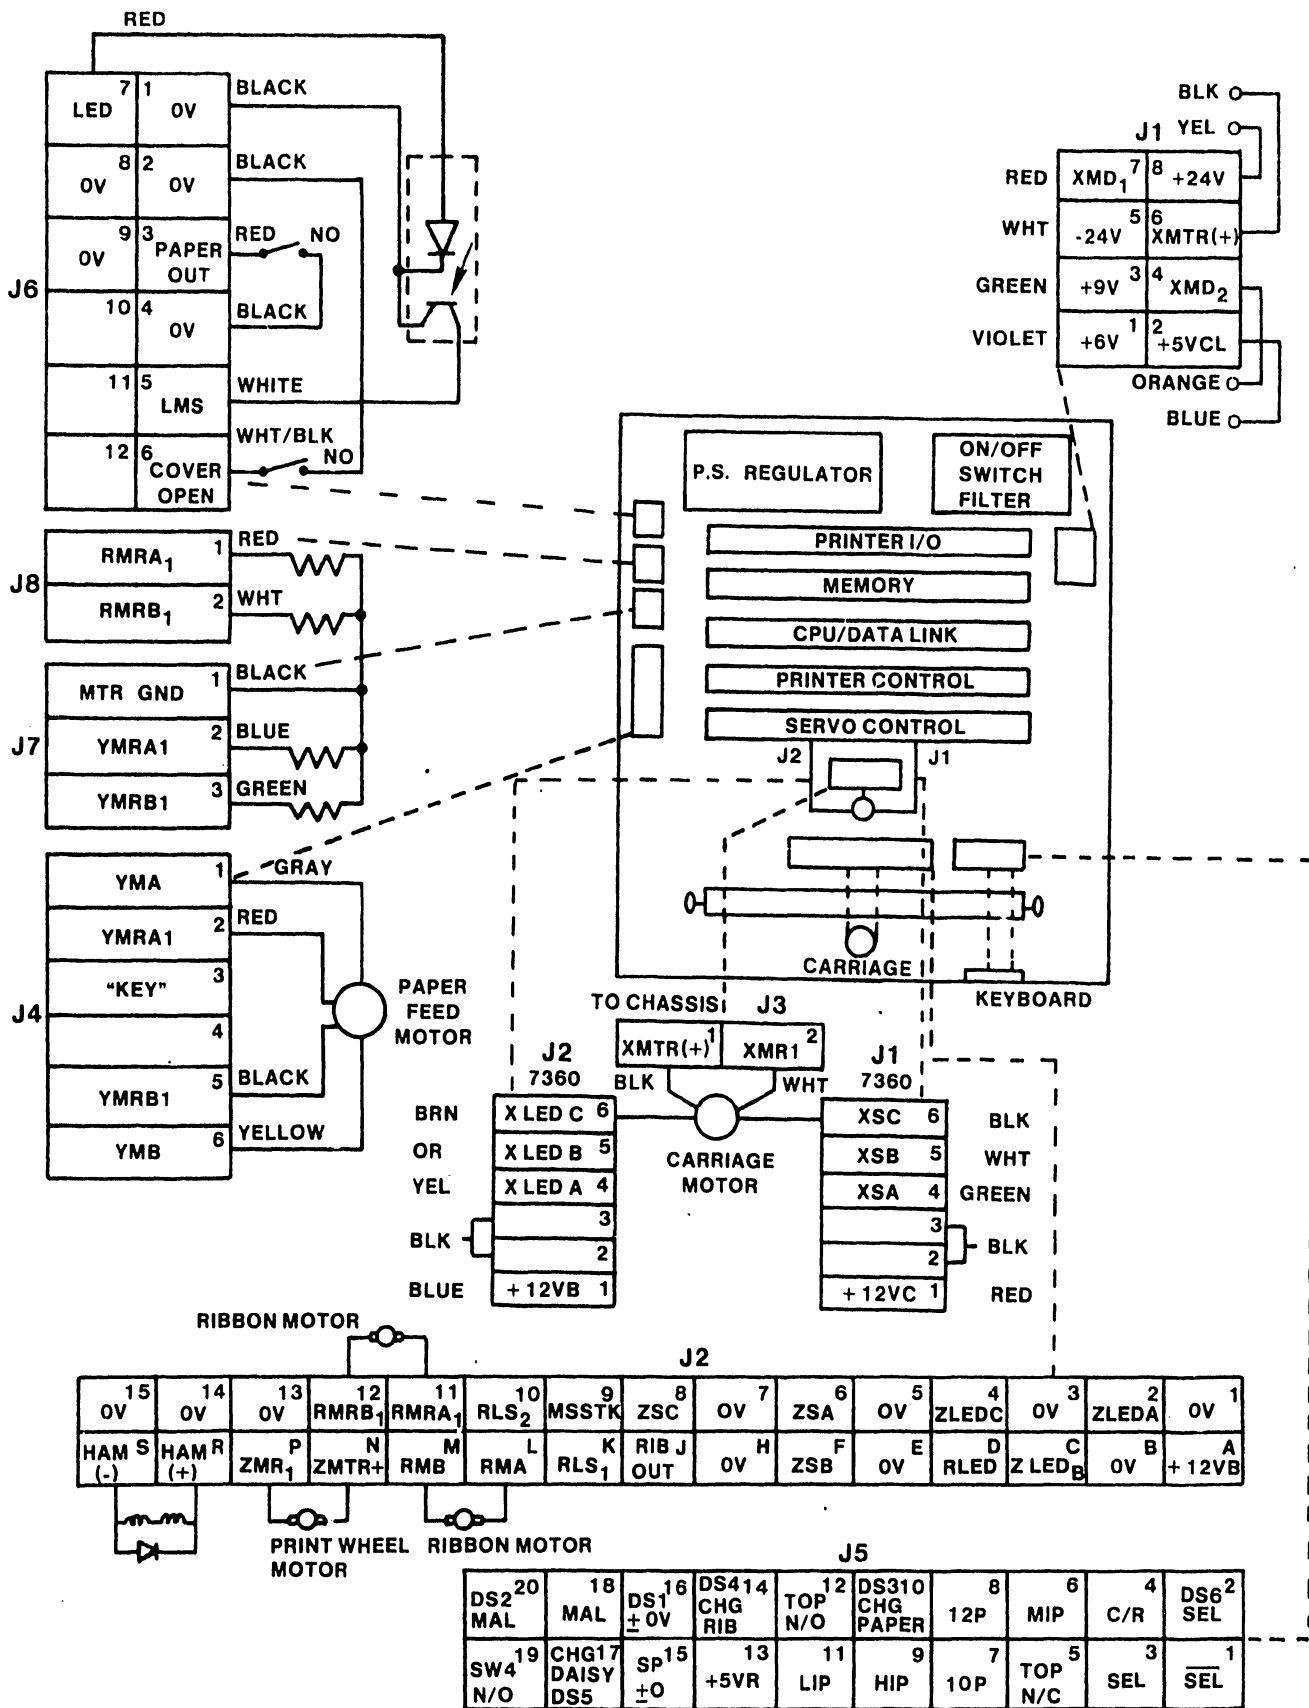 RED
7 1
LED 0V
BLACK
8 2
0V 0V
BLACK
9 3
0V PAPER OUT
RED NO
J6
10 4
0V
BLACK
11 5
LMS
WHITE
12 6
COVER OPEN
WHT/BLK NO
BLK
YEL
J1
RED XMD1 7 8 +24V
WHT -24V 5 6 XMTR(+)
GREEN +9V 3 4 XMD2
VIOLET +6V 1 2 +5VCL
ORANGE
BLUE
J8
RMRA1 1 RED
RMRB1 2 WHT
J7
MTR GND 1 BLACK
YMRA1 2 BLUE
YMRB1 3 GREEN
J4
YMA 1 GRAY
YMRA1 2 RED
"KEY" 3
4
YMRB1 5 BLACK
YMB 6 YELLOW
PAPER
FEED
MOTOR
P.S. REGULATOR
ON/OFF
SWITCH
FILTER
PRINTER I/O
MEMORY
CPU/DATA LINK
PRINTER CONTROL
SERVO CONTROL
J2 J1
CARRIAGE
KEYBOARD
TO CHASSIS J3
XMTR(+) 1 XMR1 2
BLK WHT
CARRIAGE
MOTOR
J2
7360
BRN X LED C 6
OR X LED B 5
YEL X LED A 4
3
BLK
2
BLUE +12VB 1
J1
7360
XSC 6 BLK
XSB 5 WHT
XSA 4 GREEN
3
BLK
2
+12VC 1 RED
RIBBON MOTOR
J2
15 14 13 12 11 10 9 8 7 6 5 4 3 2 1
0V 0V 0V RMRB1 RMRA1 RLS2 MSSTK ZSC 0V ZSA 0V ZLEDC 0V ZLEDA 0V
S R P N M L K J H F E D C B A
HAM (-) HAM (+) ZMR1 ZMTR+ RMB RMA RLS1 RIB OUT 0V ZSB 0V RLED Z LEDB 0V +12VB
PRINT WHEEL
MOTOR
RIBBON MOTOR
J5
20 18 16 14 12 10 8 6 4 2
DS2 MAL MAL DS1 ±0V DS4 CHG RIB TOP N/O DS3 CHG PAPER 12P MIP C/R DS6 SEL
19 17 15 13 11 9 7 5 3 1
SW4 N/O CHG DAISY DS5 SP ±0 +5VR LIP HIP 10P TOP N/C SEL S̅E̅L̅